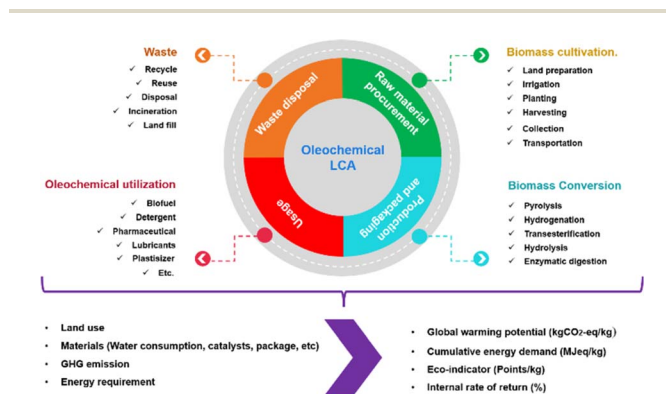 Waste
✓ Recycle
✓ Reuse
✓ Disposal
✓ Incineration
✓ Land fill
Biomass cultivation.
✓ Land preparation
✓ Irrigation
✓ Planting
✓ Harvesting
✓ Collection
✓ Transportation
Waste disposal
Raw material
procurement
Oleochemical
LCA
Usage
Production
and packaging
Oleochemical utilization
✓ Biofuel
✓ Detergent
✓ Pharmaceutical
✓ Lubricants
✓ Plastisizer
✓ Etc.
Biomass Conversion
✓ Pyrolysis
✓ Hydrogenation
✓ Transesterification
✓ Hydrolysis
✓ Enzymatic digestion
• Land use
• Materials (Water consumption, catalysts, package, etc)
• GHG emission
• Energy requirement
• Global warming potential (kgCO₂-eq/kg)
• Cumulative energy demand (MJeq/kg)
• Eco-indicator (Points/kg)
• Internal rate of return (%)